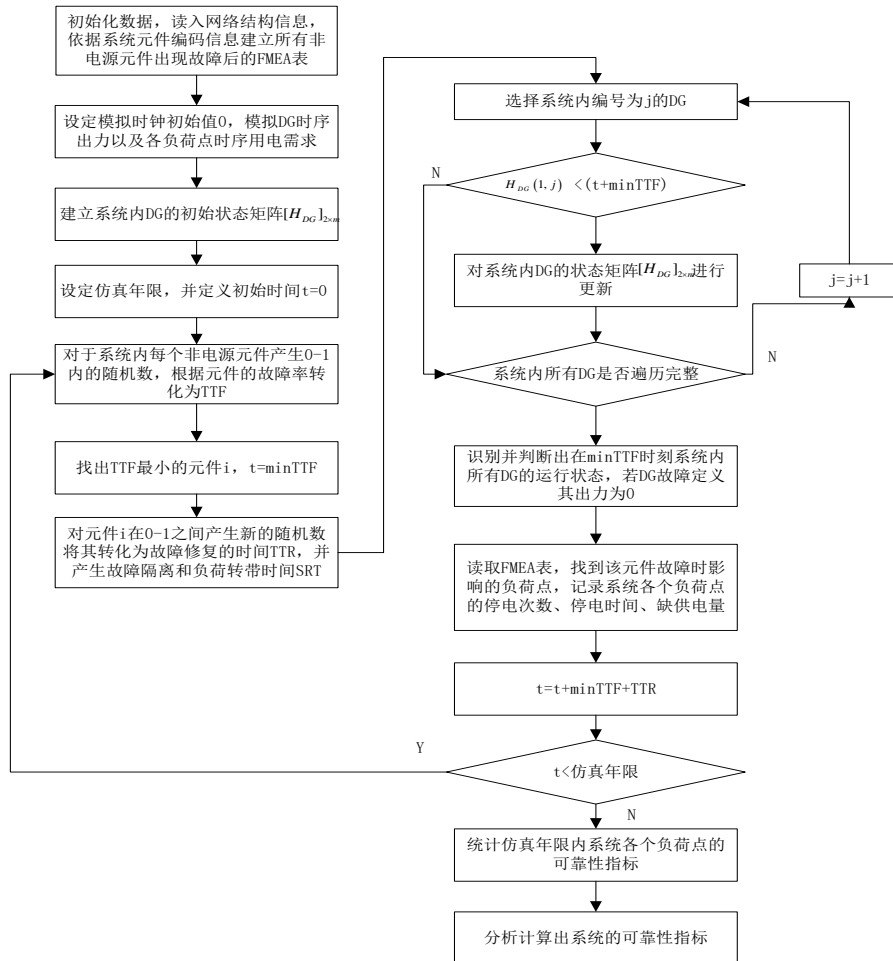 初始化数据，读入网络结构信息，
依据系统元件编码信息建立所有非
电源元件出现故障后的FMEA表
设定模拟时钟初始值0，模拟DG时序
出力以及各负荷点时序用电需求
建立系统内DG的初始状态矩阵[H_{DG}]_{2×m}
设定仿真年限，并定义初始时间t=0
对于系统内每个非电源元件产生0-1
内的随机数，根据元件的故障率转
化为TTF
找出TTF最小的元件i，t=minTTF
对元件i在0-1之间产生新的随机数
将其转化为故障修复的时间TTR，并
产生故障隔离和负荷转带时间SRT
选择系统内编号为j的DG
N
H_{DG}(1,j) <(t+minTTF)
对系统内DG的状态矩阵[H_{DG}]_{2×m}进行
更新
j=j+1
系统内所有DG是否遍历完整
N
识别并判断出在minTTF时刻系统内
所有DG的运行状态，若DG故障定义
其出力为0
读取FMEA表，找到该元件故障时影
响的负荷点，记录系统各个负荷点
的停电次数、停电时间、缺供电量
t=t+minTTF+TTR
Y
t<仿真年限
N
统计仿真年限内系统各个负荷点的
可靠性指标
分析计算出系统的可靠性指标